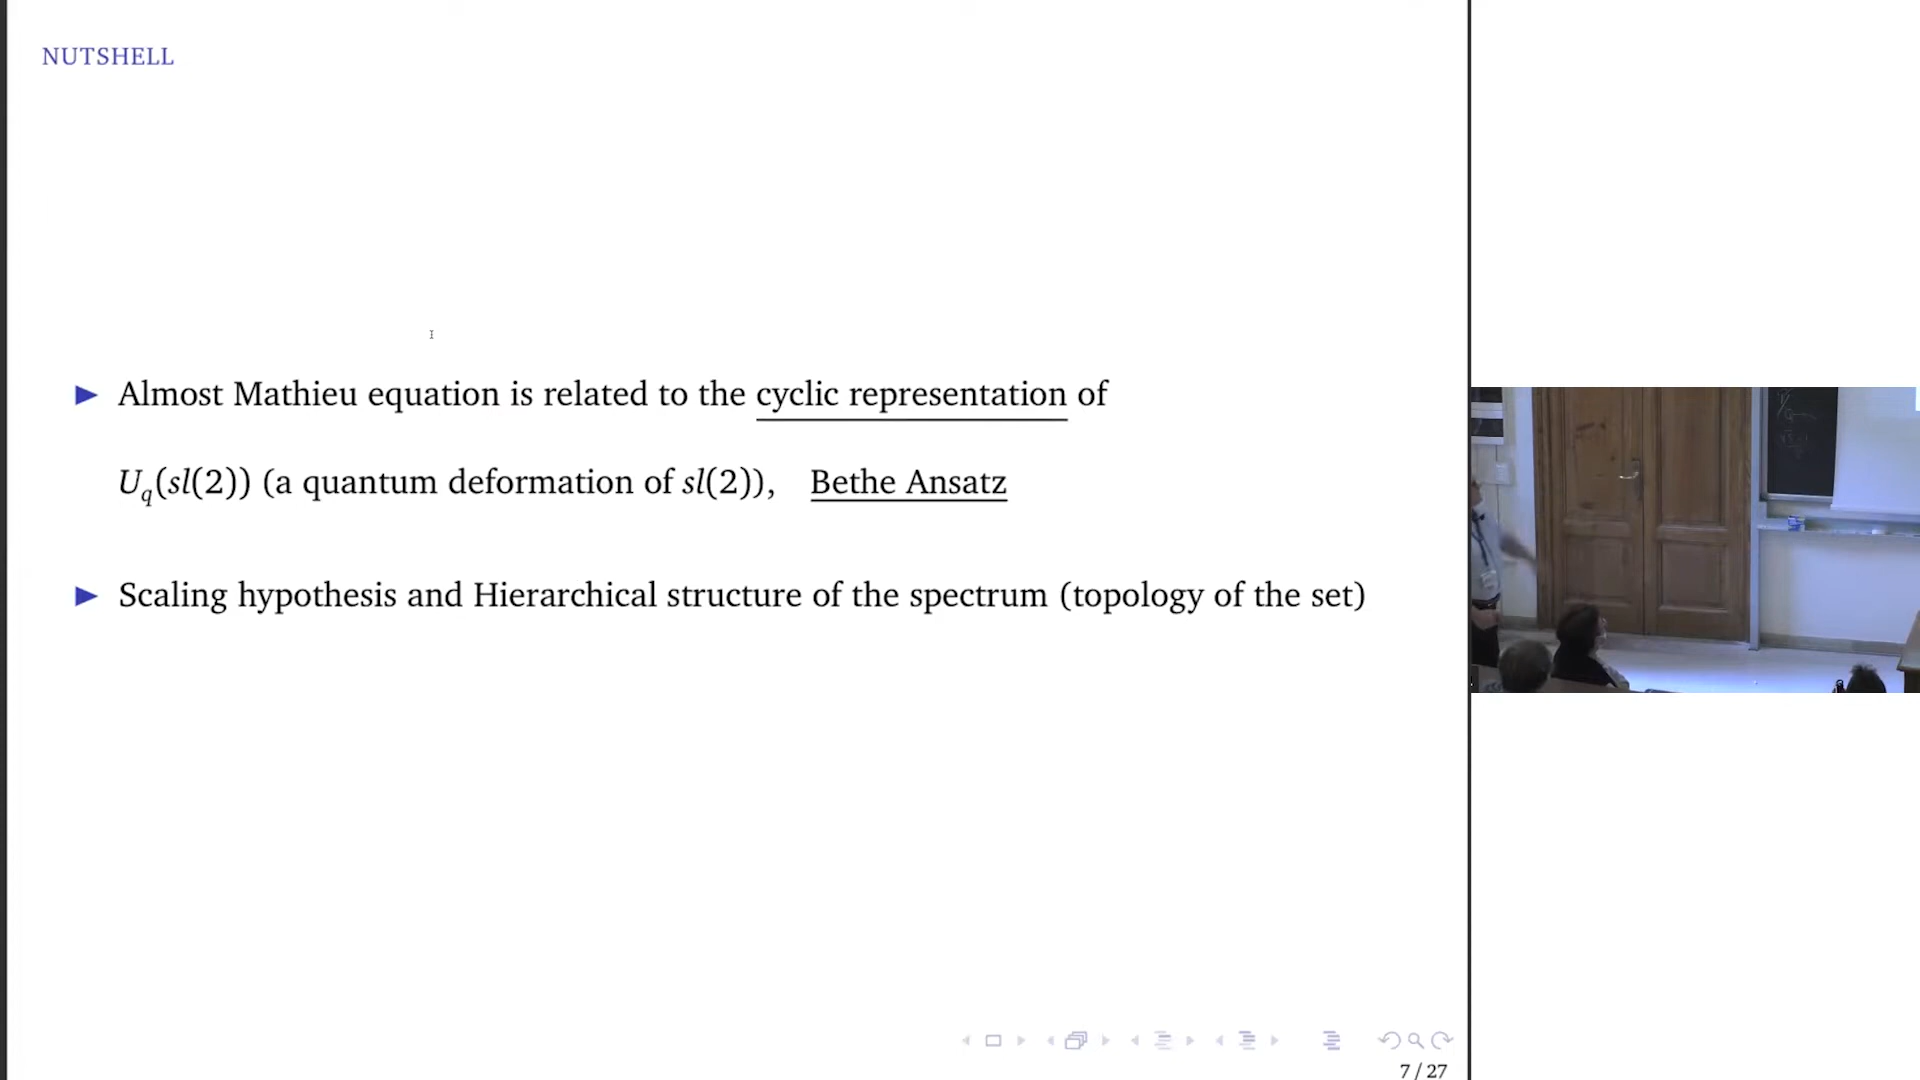 NUTSHELL
▶ Almost Mathieu equation is related to the cyclic representation of
U_q(sl(2)) (a quantum deformation of sl(2)), Bethe Ansatz
▶ Scaling hypothesis and Hierarchical structure of the spectrum (topology of the set)
7 / 27